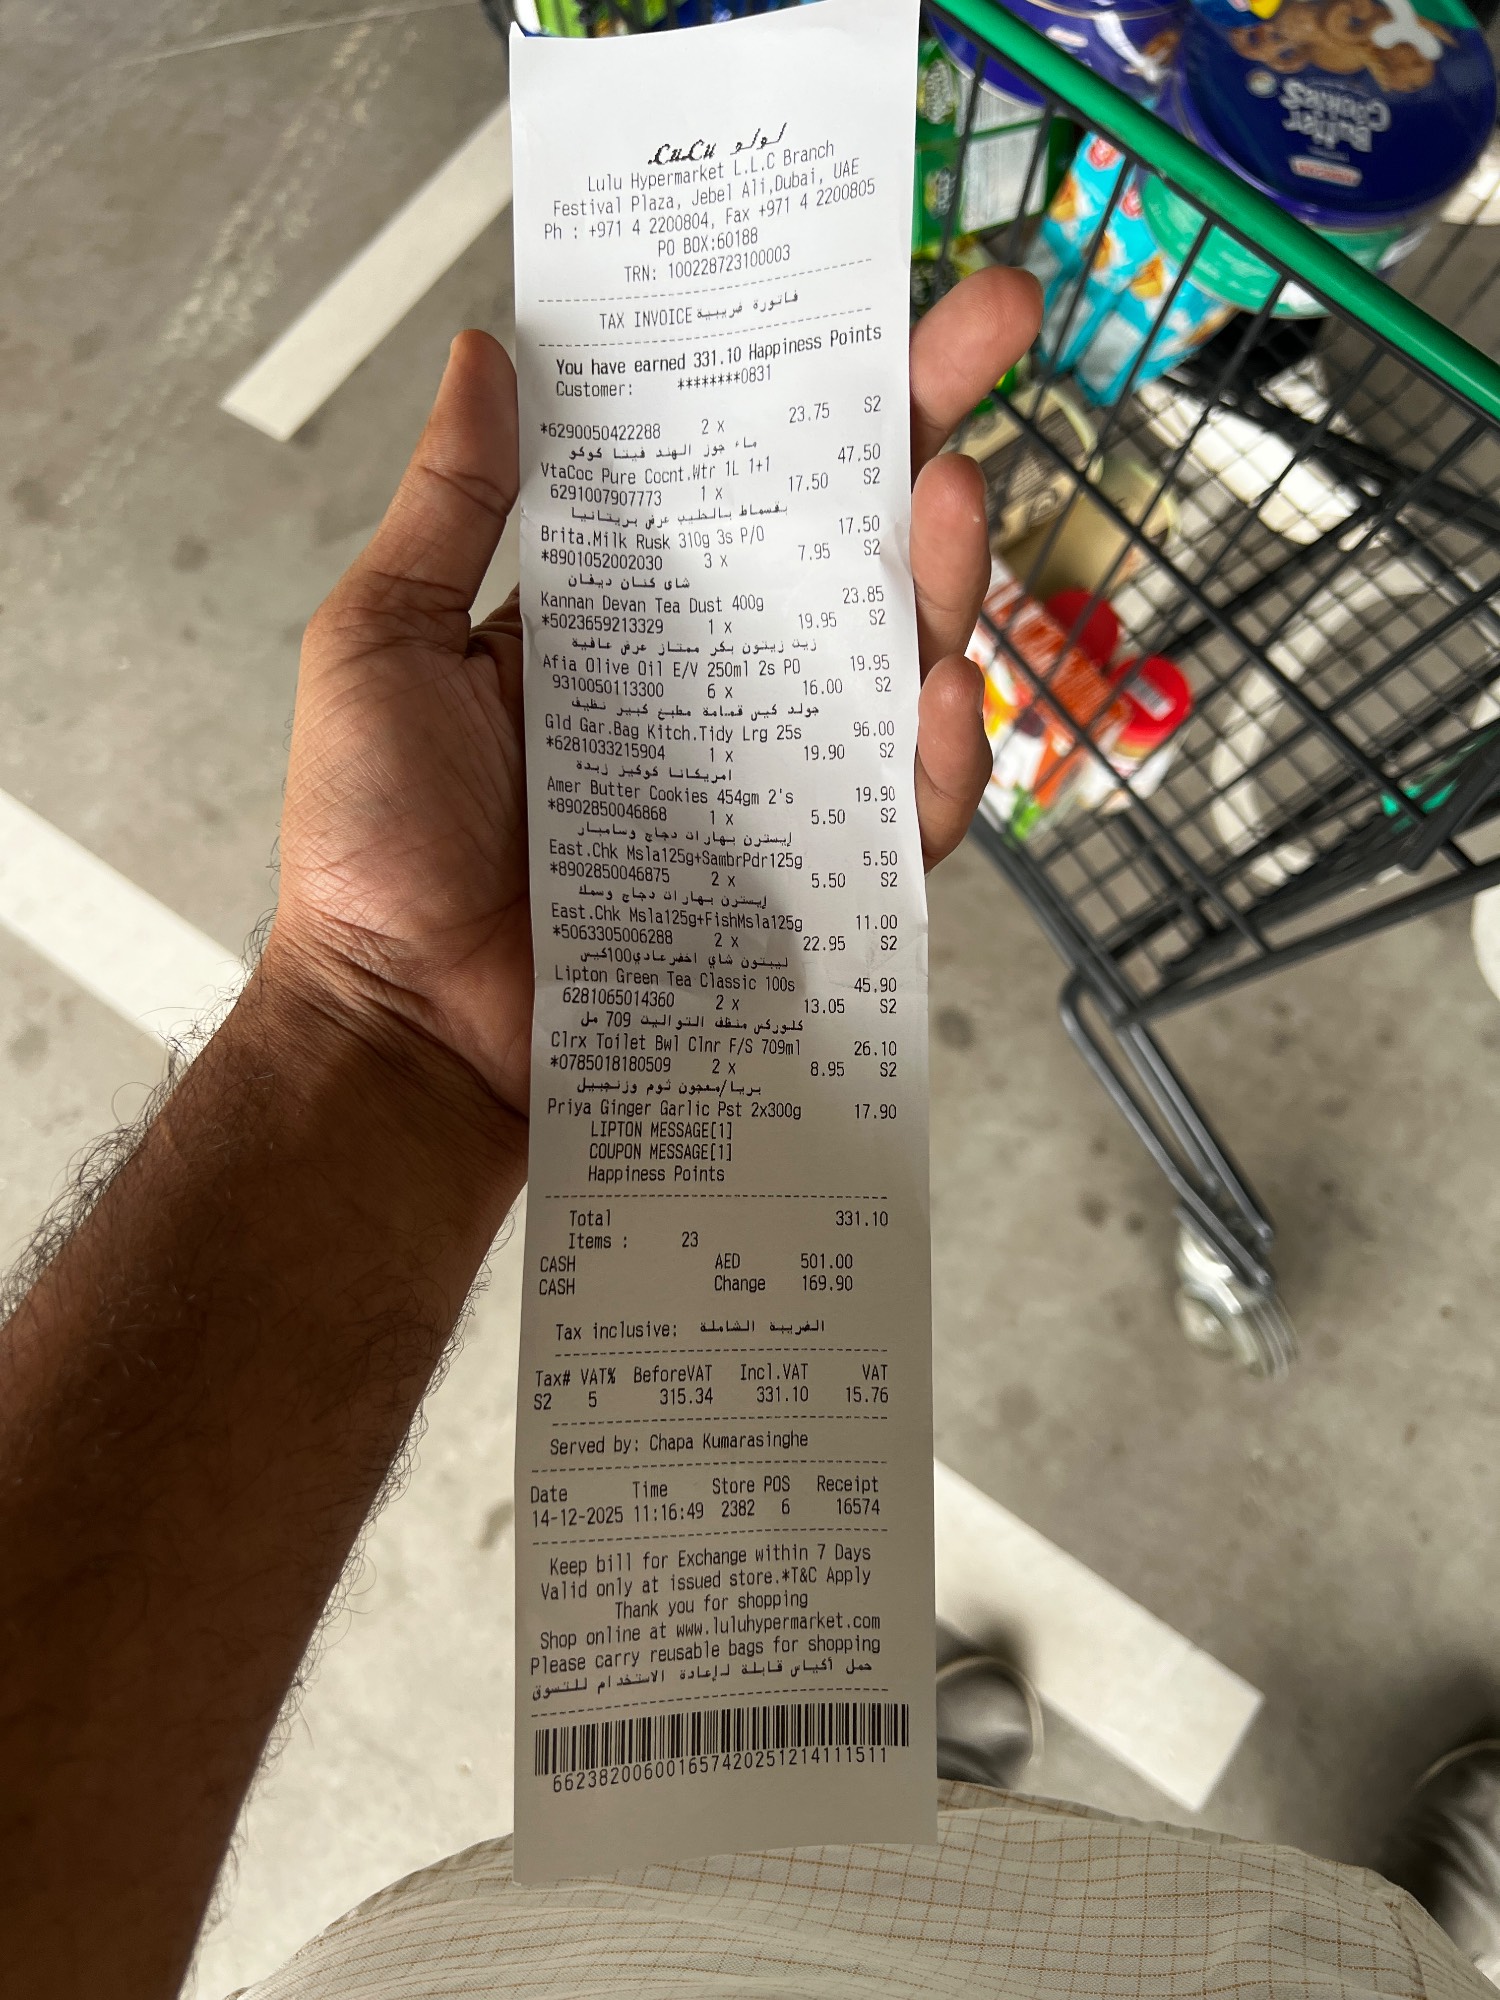 LuLu لولو
Lulu Hypermarket L.L.C Branch
Festival Plaza, Jebel Ali,Dubai, UAE
Ph : +971 4 2200804, Fax +971 4 2200805
PO BOX:60188
TRN: 100228723100003
TAX INVOICE فاتورة ضريبية
You have earned 331.10 Happiness Points
Customer: ********0831
*6290050422288 2 x 23.75 S2
ماء جوز الهند فيتا كوكو
VtaCoc Pure Cocnt.Wtr 1L 1+1 47.50
6291007907773 1 x 17.50 S2
بقسماط بالحليب عرض بريتانيا
Brita.Milk Rusk 310g 3s P/O 17.50
*8901052002030 3 x 7.95 S2
شاي كنان ديفان
Kannan Devan Tea Dust 400g 23.85
*5023659213329 1 x 19.95 S2
زيت زيتون بكر ممتاز عرض عافية
Afia Olive Oil E/V 250ml 2s PO 19.95
9310050113300 6 x 16.00 S2
جولد كيس قمامة مطبخ كبير نظيف
Gld Gar.Bag Kitch.Tidy Lrg 25s 96.00
*6281033215904 1 x 19.90 S2
امريكانا كوكيز زبدة
Amer Butter Cookies 454gm 2's 19.90
*8902850046868 1 x 5.50 S2
إيسترن بهارات دجاج وسامبار
East.Chk Msla125g+SambrPdr125g 5.50
*8902850046875 2 x 5.50 S2
إيسترن بهارات دجاج وسمك
East.Chk Msla125g+FishMsla125g 11.00
*5063305006288 2 x 22.95 S2
ليبتون شاي اخضر عادي100كيس
Lipton Green Tea Classic 100s 45.90
6281065014360 2 x 13.05 S2
كلوركس منظف التواليت 709 مل
Clrx Toilet Bwl Clnr F/S 709ml 26.10
*0785018180509 2 x 8.95 S2
بريا/معجون ثوم وزنجبيل
Priya Ginger Garlic Pst 2x300g 17.90
LIPTON MESSAGE[1]
COUPON MESSAGE[1]
Happiness Points
Total 331.10
Items : 23
CASH AED 501.00
CASH Change 169.90
Tax inclusive: الضريبة الشاملة
Tax# VAT% BeforeVAT Incl.VAT VAT
S2 5 315.34 331.10 15.76
Served by: Chapa Kumarasinghe
Date Time Store POS Receipt
14-12-2025 11:16:49 2382 6 16574
Keep bill for Exchange within 7 Days
Valid only at issued store.*T&C Apply
Thank you for shopping
Shop online at www.luluhypermarket.com
Please carry reusable bags for shopping
حمل أكياس قابلة لإعادة الاستخدام للتسوق
662382006001657420251214111511
Butter
Cookies